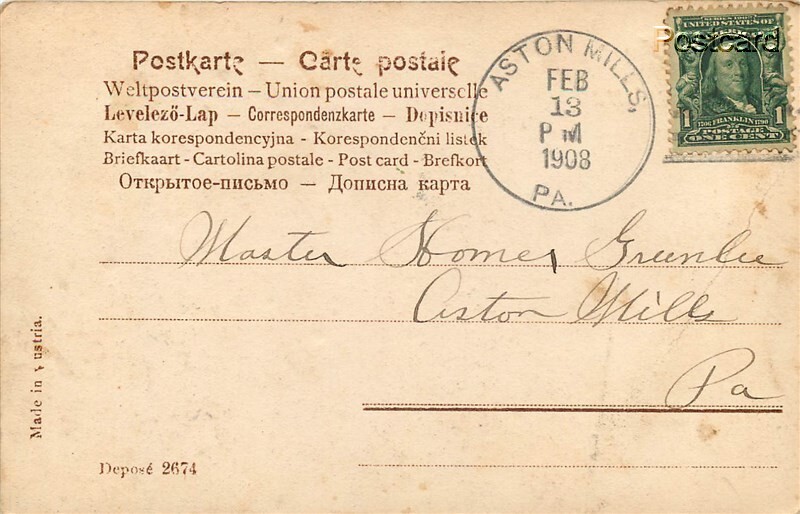 Postkarte — Carte postale
Weltpostverein – Union postale universelle
Levelező-Lap – Correspondenzkarte – Dopisnice
Karta korespondencyjna - Korespondenční lístek
Briefkaart - Cartolina postale - Post card - Brefkort
Открытое-письмо — Дописна карта
ASTON MILLS,
FEB
13
P M
1908
PA.
SERIES 1902
UNITED STATES OF
Postcard
1 1706 FRANKLIN 1790 1
POSTAGE
ONE CENT
Master Homer Greenlee
Aston Mills
Pa
Made in Austria.
Deposé 2674